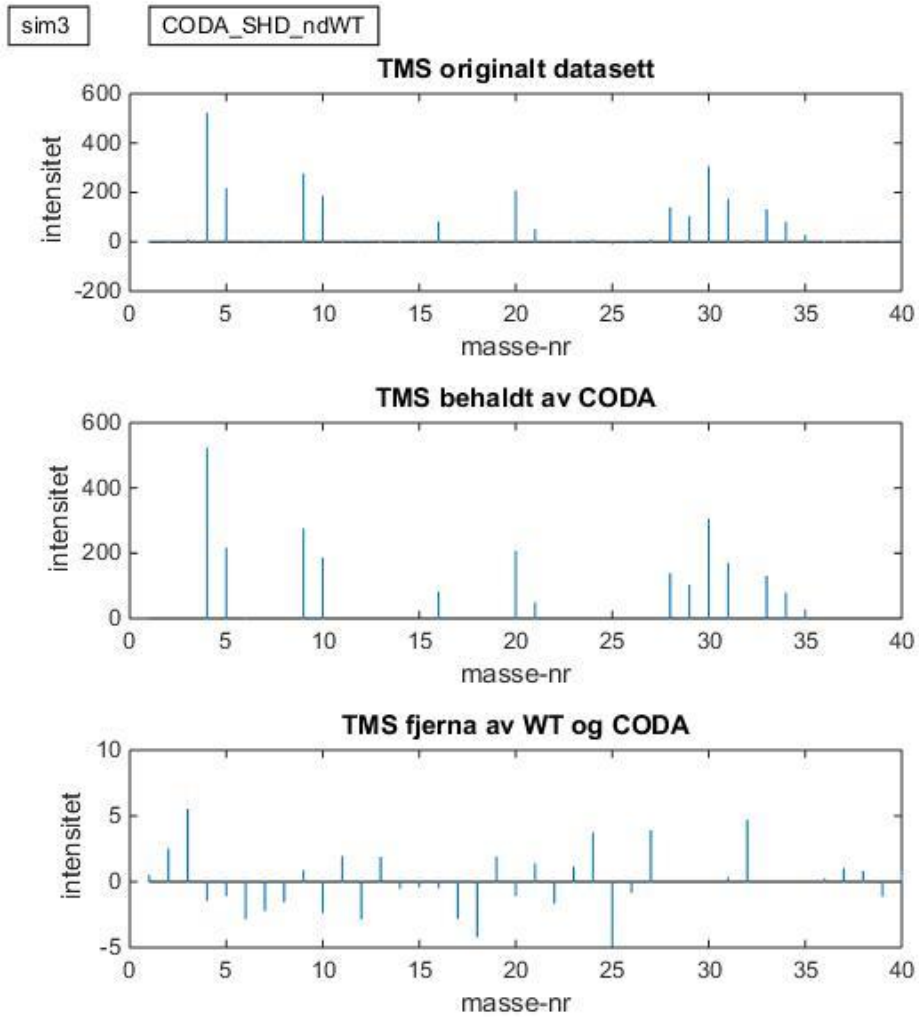 sim3 CODA_SHD_ndWT
TMS originalt datasett
600
400
200
0
-200
intensitet
0 5 10 15 20 25 30 35 40
masse-nr
TMS behaldt av CODA
600
400
200
0
intensitet
0 5 10 15 20 25 30 35 40
masse-nr
TMS fjerna av WT og CODA
10
5
0
-5
intensitet
0 5 10 15 20 25 30 35 40
masse-nr